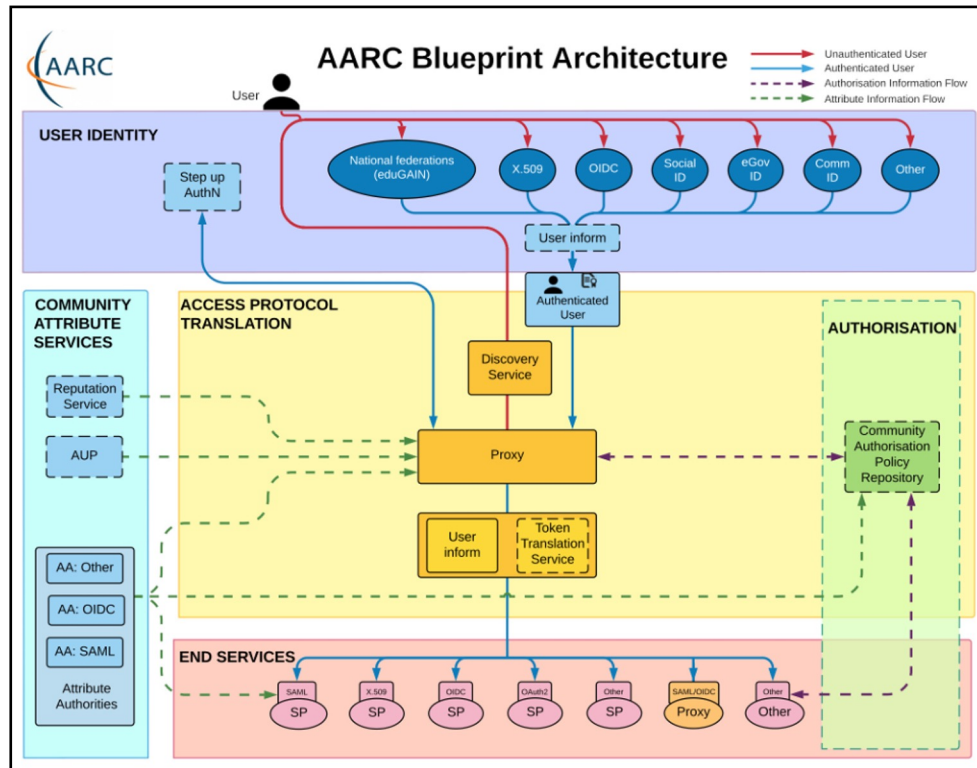 AARC
AARC Blueprint Architecture
Unauthenticated User
Authenticated User
Authorisation Information Flow
Attribute Information Flow
User
USER IDENTITY
Step up
AuthN
National federations
(eduGAIN)
X.509
OIDC
Social
ID
eGov
ID
Comm
ID
Other
User inform
Authenticated
User
COMMUNITY
ATTRIBUTE
SERVICES
Reputation
Service
AUP
AA: Other
AA: OIDC
AA: SAML
Attribute
Authorities
ACCESS PROTOCOL
TRANSLATION
Discovery
Service
Proxy
User
inform
Token
Translation
Service
AUTHORISATION
Community
Authorisation
Policy
Repository
END SERVICES
SAML
SP
X.509
SP
OIDC
SP
OAuth2
SP
Other
SP
SAML/OIDC
Proxy
Other
Other